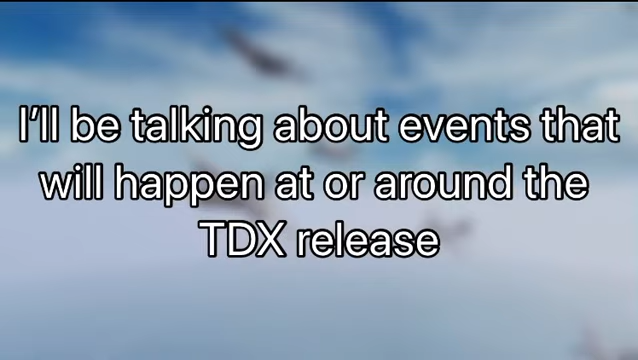 I’ll be talking about events that
will happen at or around the
TDX release